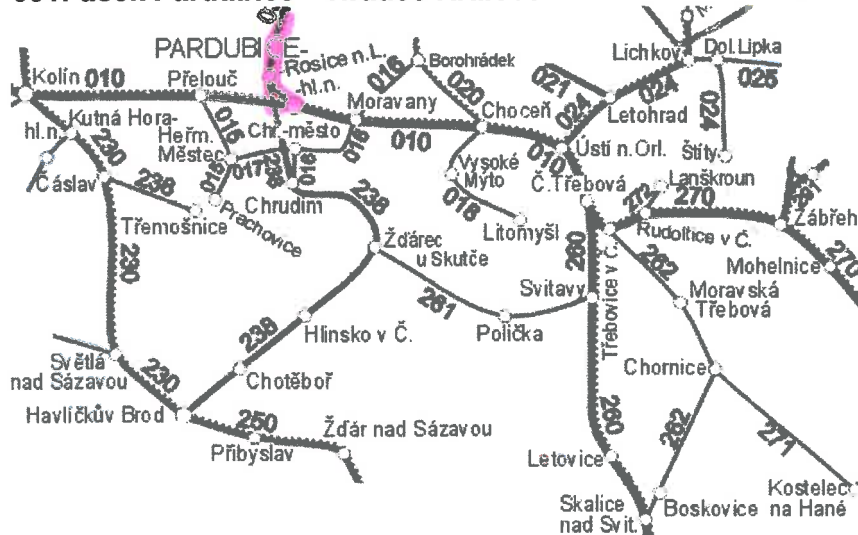 PARDUBICE-
Rosice n.L.
-hl.n.
Kolín
010
Přelouč
016
Borohrádek
020
021
Lichkov
Dol. Lipka
025
024
024
024
Letohrad
Moravany
Choceň
Kutná Hora-
hl.n.
Heřm.
Městec
015
Chr.-město
016
016
010
010
Ústí n.Orl.
Štíty
230
017
238
Čáslav
236
015
Chrudim
238
Vysoké
Mýto
018
Č.Třebová
Lanškroun
272
270
Třemošnice
Prachovice
Litomyšl
Rudoltice v Č.
Zábřeh
Žďárec
u Skutče
260
262
Mohelnice
270
230
Svitavy
Třebovice v Č.
Moravská
Třebová
261
Hlinsko v Č.
Polička
238
Světlá
nad Sázavou
230
Chotěboř
Chornice
Havlíčkův Brod
250
Žďár nad Sázavou
Přibyslav
260
262
271
Letovice
Skalice
nad Svit.
Boskovice
Kostelec
na Hané